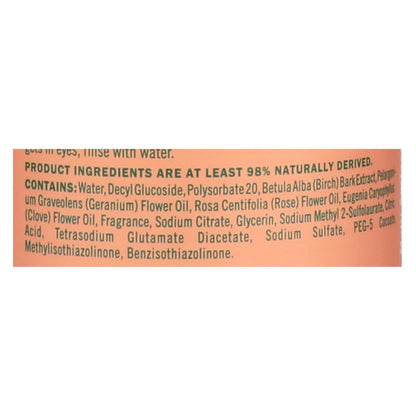 gets in eyes, rinse with water.
PRODUCT INGREDIENTS ARE AT LEAST 98% NATURALLY DERIVED.
CONTAINS: Water, Decyl Glucoside, Polysorbate 20, Betula Alba (Birch) Bark Extract, Pelargoni-
um Graveolens (Geranium) Flower Oil, Rosa Centifolia (Rose) Flower Oil, Eugenia Caryophyllus
(Clove) Flower Oil, Fragrance, Sodium Citrate, Glycerin, Sodium Methyl 2-Sulfolaurate, Citric
Acid, Tetrasodium Glutamate Diacetate, Sodium Sulfate, PEG-5 Cocoate,
Methylisothiazolinone, Benzisothiazolinone.